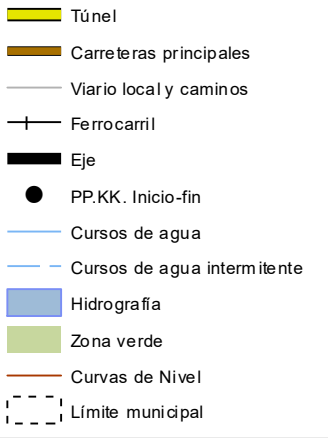 Túnel
Carreteras principales
Viario local y caminos
Ferrocarril
Eje
PP.KK. Inicio-fin
Cursos de agua
Cursos de agua intermitente
Hidrografía
Zona verde
Curvas de Nivel
Límite municipal